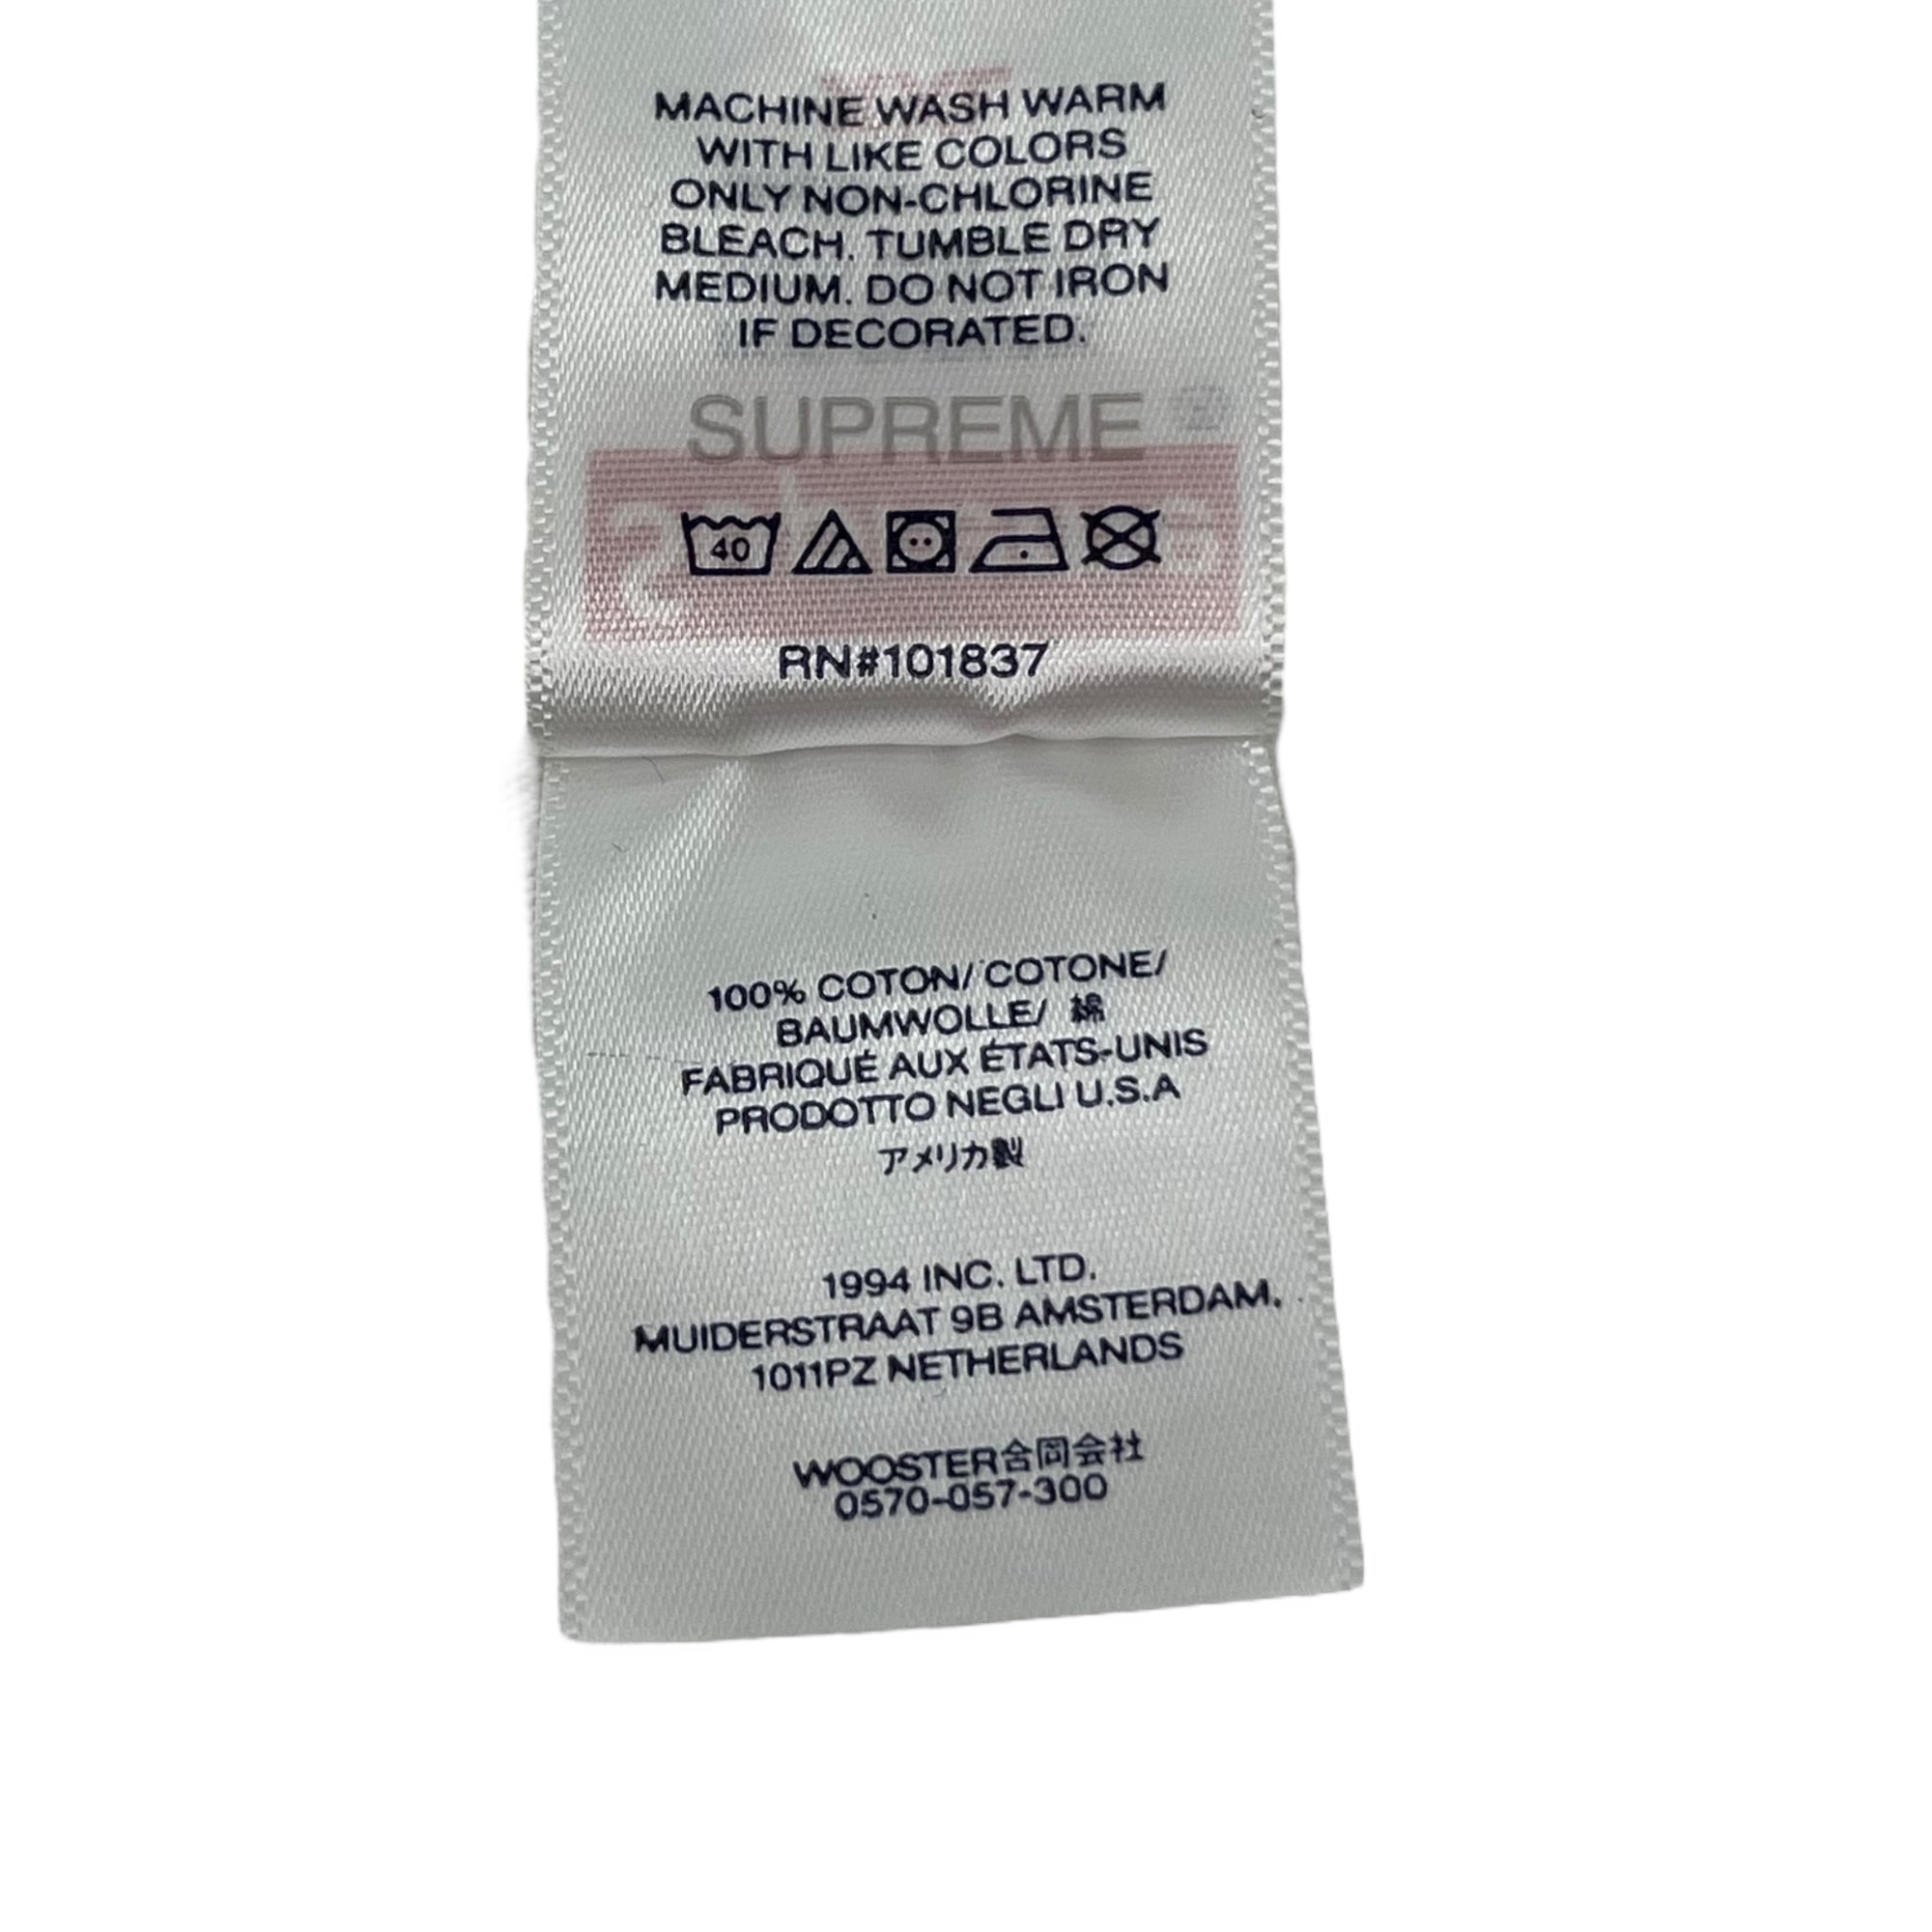 MACHINE WASH WARM
WITH LIKE COLORS
ONLY NON-CHLORINE
BLEACH. TUMBLE DRY
MEDIUM. DO NOT IRON
IF DECORATED.
SUPREME
40
RN#101837
100% COTON/ COTONE/
BAUMWOLLE/ 綿
FABRIQUÉ AUX ÉTATS-UNIS
PRODOTTO NEGLI U.S.A
アメリカ製
1994 INC. LTD.
MUIDERSTRAAT 9B AMSTERDAM,
1011PZ NETHERLANDS
WOOSTER合同会社
0570-057-300